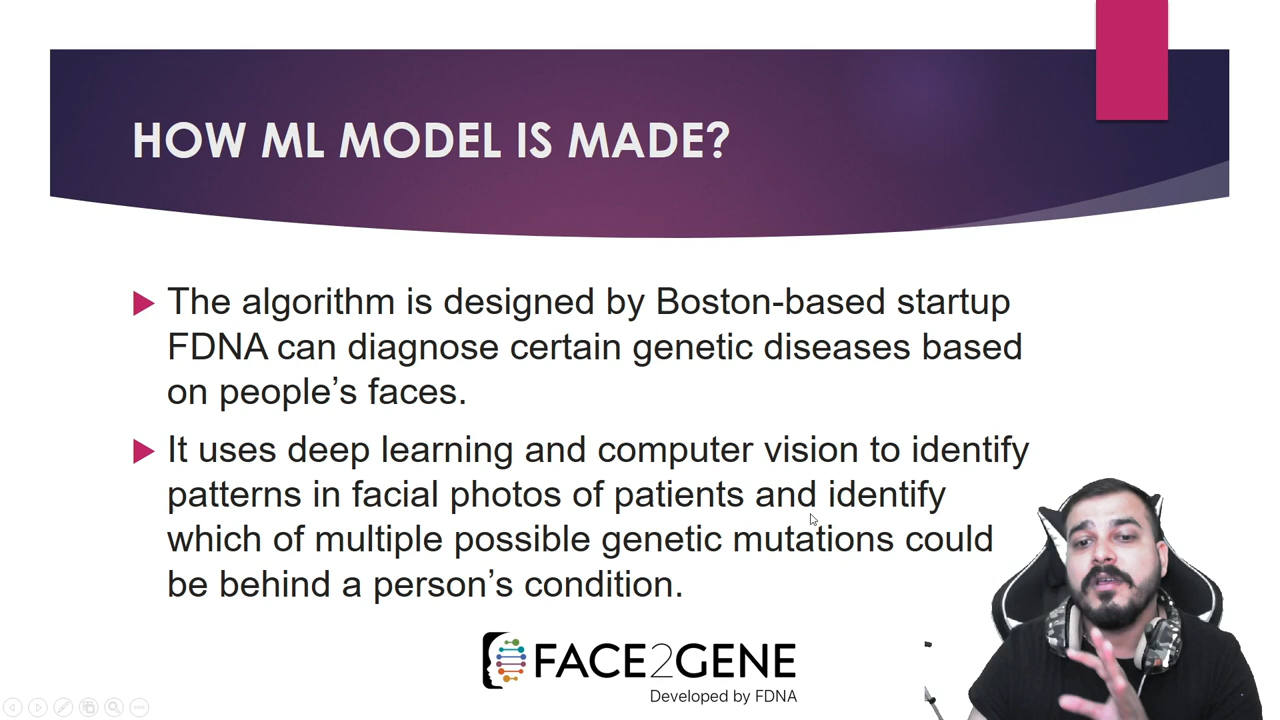 HOW ML MODEL IS MADE?
The algorithm is designed by Boston-based startup
FDNA can diagnose certain genetic diseases based
on people’s faces.
It uses deep learning and computer vision to identify
patterns in facial photos of patients and identify
which of multiple possible genetic mutations could
be behind a person’s condition.
FACE2GENE
Developed by FDNA